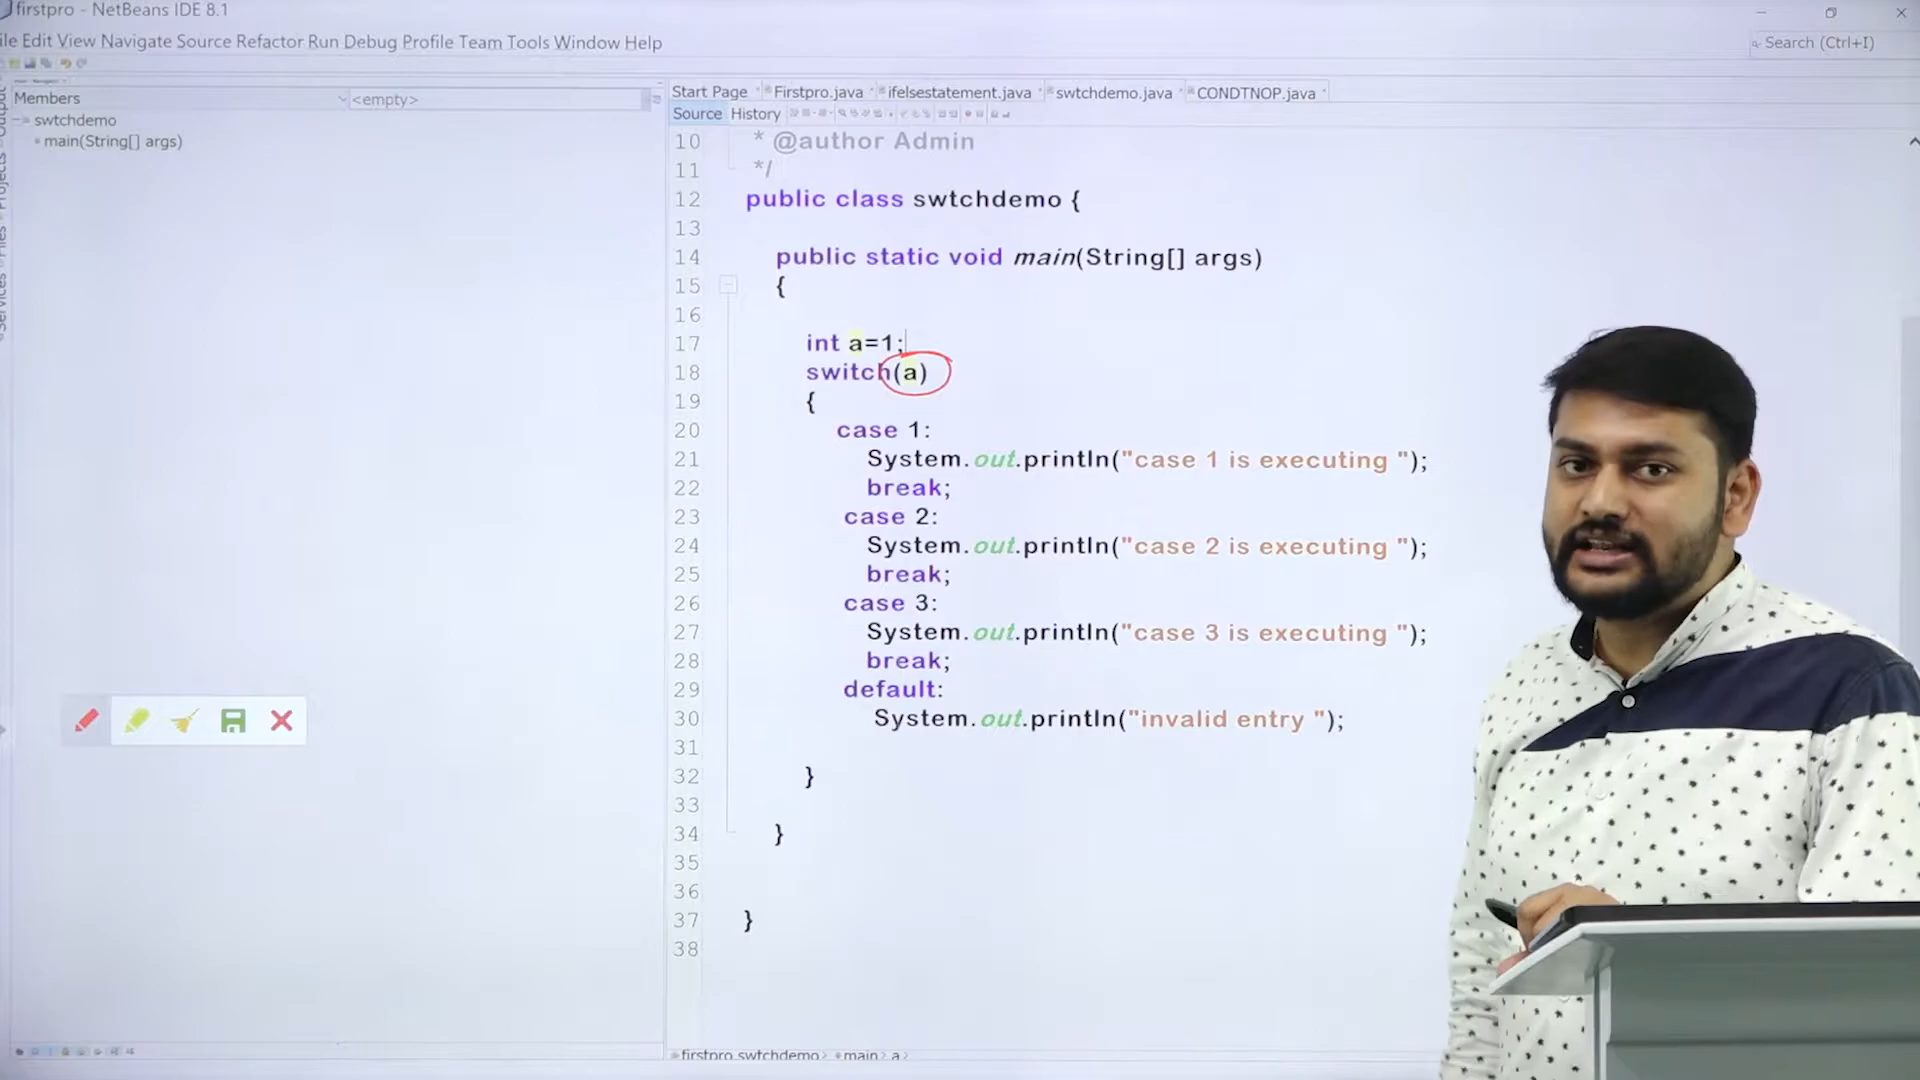 firstpro - NetBeans IDE 8.1
Edit View Navigate Source Refactor Run Debug Profile Team Tools Window Help
Search (Ctrl+I)
Members
<empty>
swtchdemo
main(String[] args)
Output
Projects
Files
Services
Start Page
Firstpro.java
ifelsestatement.java
swtchdemo.java
CONDTNOP.java
Source
History
10 * @author Admin
11 */
12 public class swtchdemo {
13
14 public static void main(String[] args)
15 {
16
17 int a=1;
18 switch(a)
19 {
20 case 1:
21 System.out.println("case 1 is executing ");
22 break;
23 case 2:
24 System.out.println("case 2 is executing ");
25 break;
26 case 3:
27 System.out.println("case 3 is executing ");
28 break;
29 default:
30 System.out.println("invalid entry ");
31
32 }
33
34 }
35
36
37 }
38
firstpro.swtchdemo
main
a